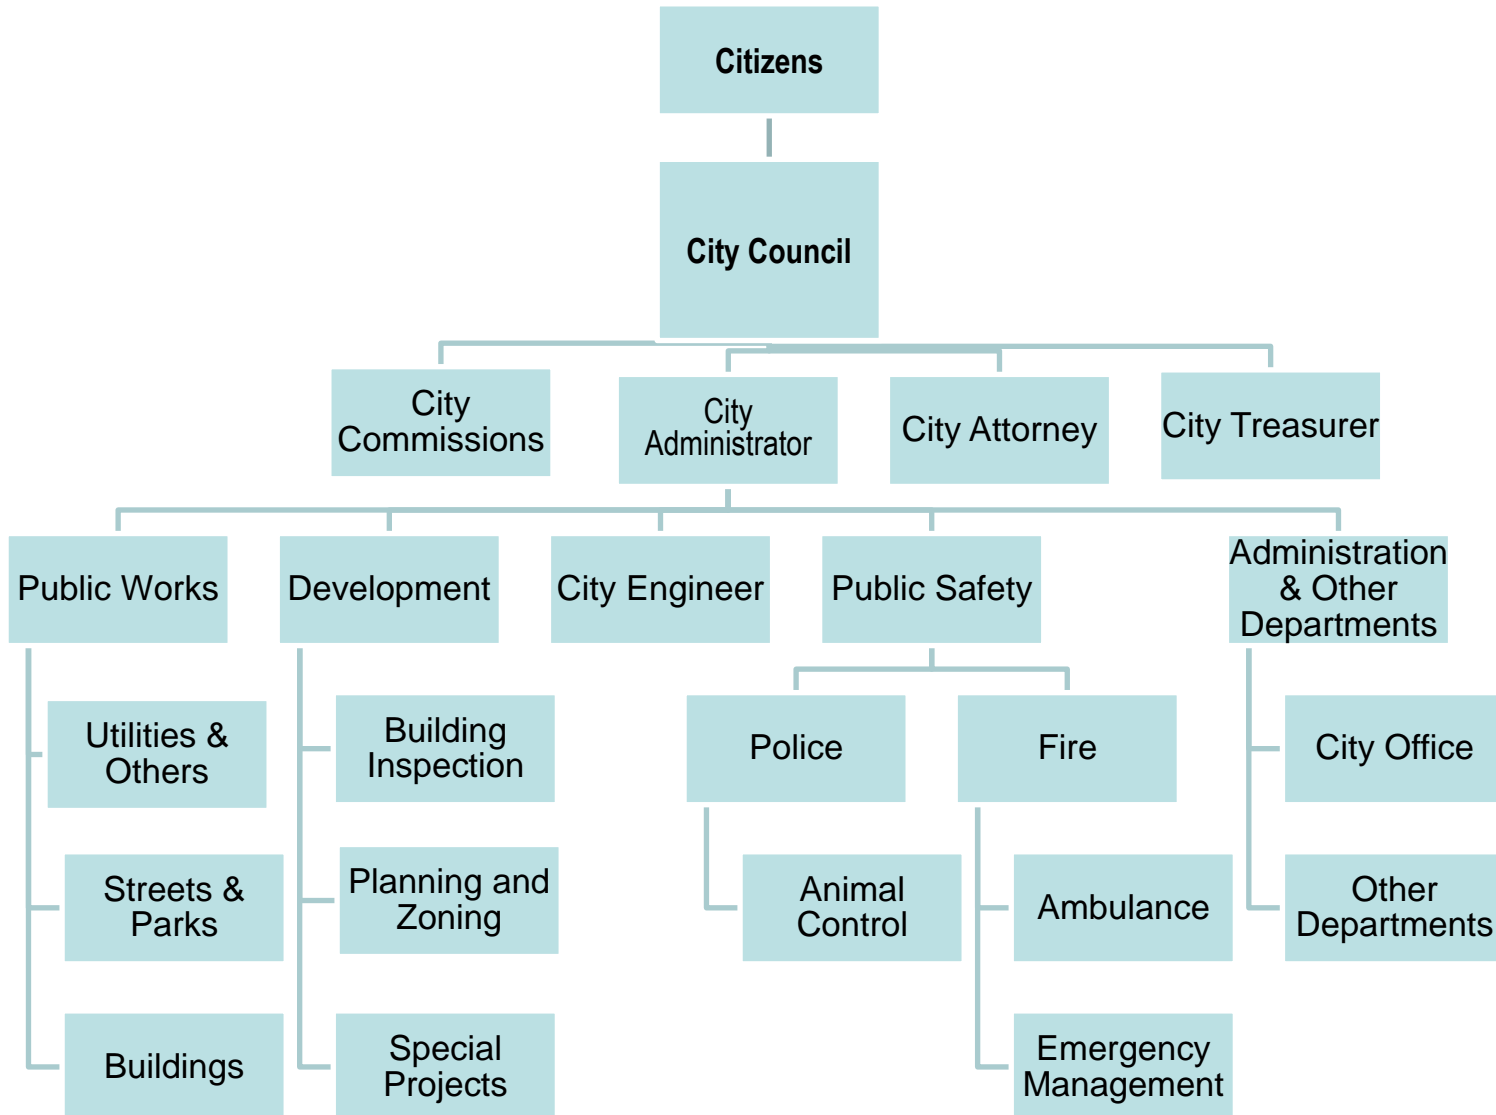 Citizens
City Council
City
Commissions
City
Administrator
City Attorney
City Treasurer
Public Works
Development
City Engineer
Public Safety
Administration
& Other
Departments
Utilities &
Others
Building
Inspection
Police
Fire
City Office
Streets &
Parks
Planning and
Zoning
Animal
Control
Ambulance
Other
Departments
Buildings
Special
Projects
Emergency
Management